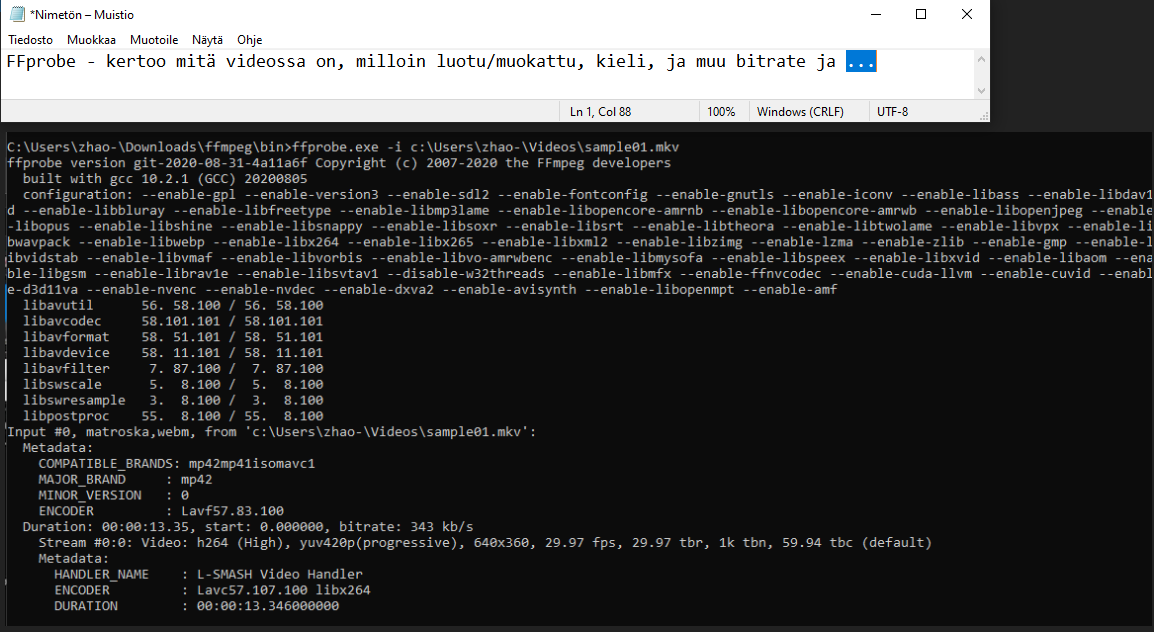 *Nimetön – Muistio
Tiedosto Muokkaa Muotoile Näytä Ohje
FFprobe - kertoo mitä videossa on, milloin luotu/muokattu, kieli, ja muu bitrate ja ...
Ln 1, Col 88 100% Windows (CRLF) UTF-8
C:\Users\zhao-\Downloads\ffmpeg\bin>ffprobe.exe -i c:\Users\zhao-\Videos\sample01.mkv
ffprobe version git-2020-08-31-4a11a6f Copyright (c) 2007-2020 the FFmpeg developers
built with gcc 10.2.1 (GCC) 20200805
configuration: --enable-gpl --enable-version3 --enable-sdl2 --enable-fontconfig --enable-gnutls --enable-iconv --enable-libass --enable-libdav1
d --enable-libbluray --enable-libfreetype --enable-libmp3lame --enable-libopencore-amrnb --enable-libopencore-amrwb --enable-libopenjpeg --enable
-libopus --enable-libshine --enable-libsnappy --enable-libsoxr --enable-libsrt --enable-libtheora --enable-libtwolame --enable-libvpx --enable-li
bwavpack --enable-libwebp --enable-libx264 --enable-libx265 --enable-libxml2 --enable-libzimg --enable-lzma --enable-zlib --enable-gmp --enable-l
ibvidstab --enable-libvmaf --enable-libvorbis --enable-libvo-amrwbenc --enable-libmysofa --enable-libspeex --enable-libxvid --enable-libaom --ena
ble-libgsm --enable-librav1e --enable-libsvtav1 --disable-w32threads --enable-libmfx --enable-ffnvcodec --enable-cuda-llvm --enable-cuvid --enabl
e-d3d11va --enable-nvenc --enable-nvdec --enable-dxva2 --enable-avisynth --enable-libopenmpt --enable-amf
libavutil 56. 58.100 / 56. 58.100
libavcodec 58.101.101 / 58.101.101
libavformat 58. 51.101 / 58. 51.101
libavdevice 58. 11.101 / 58. 11.101
libavfilter 7. 87.100 / 7. 87.100
libswscale 5. 8.100 / 5. 8.100
libswresample 3. 8.100 / 3. 8.100
libpostproc 55. 8.100 / 55. 8.100
Input #0, matroska,webm, from 'c:\Users\zhao-\Videos\sample01.mkv':
Metadata:
COMPATIBLE_BRANDS: mp42mp41isomavc1
MAJOR_BRAND : mp42
MINOR_VERSION : 0
ENCODER : Lavf57.83.100
Duration: 00:00:13.35, start: 0.000000, bitrate: 343 kb/s
Stream #0:0: Video: h264 (High), yuv420p(progressive), 640x360, 29.97 fps, 29.97 tbr, 1k tbn, 59.94 tbc (default)
Metadata:
HANDLER_NAME : L-SMASH Video Handler
ENCODER : Lavc57.107.100 libx264
DURATION : 00:00:13.346000000